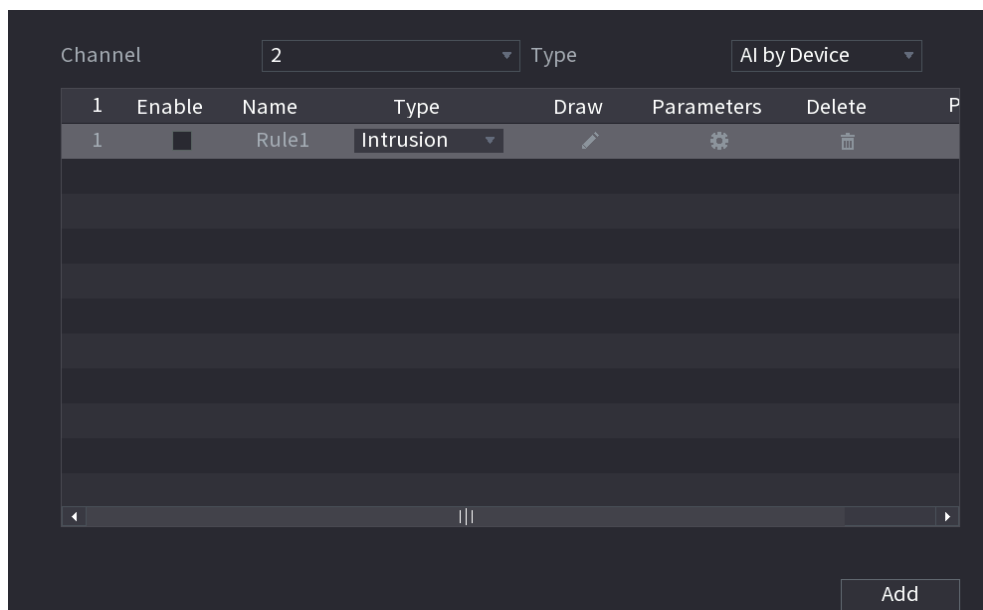 Channel 2 Type AI by Device
1 Enable Name Type Draw Parameters Delete P
1 Rule1 Intrusion
Add